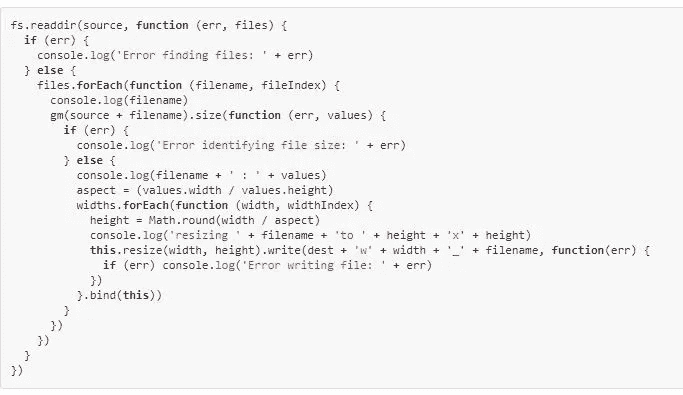 fs.readdir(source, function (err, files) {
  if (err) {
    console.log('Error finding files: ' + err)
  } else {
    files.forEach(function (filename, fileIndex) {
      console.log(filename)
      gm(source + filename).size(function (err, values) {
        if (err) {
          console.log('Error identifying file size: ' + err)
        } else {
          console.log(filename + ' : ' + values)
          aspect = (values.width / values.height)
          widths.forEach(function (width, widthIndex) {
            height = Math.round(width / aspect)
            console.log('resizing ' + filename + 'to ' + height + 'x' + height)
            this.resize(width, height).write(dest + 'w' + width + '_' + filename, function(err) {
              if (err) console.log('Error writing file: ' + err)
            })
          }.bind(this))
        }
      })
    })
  }
})